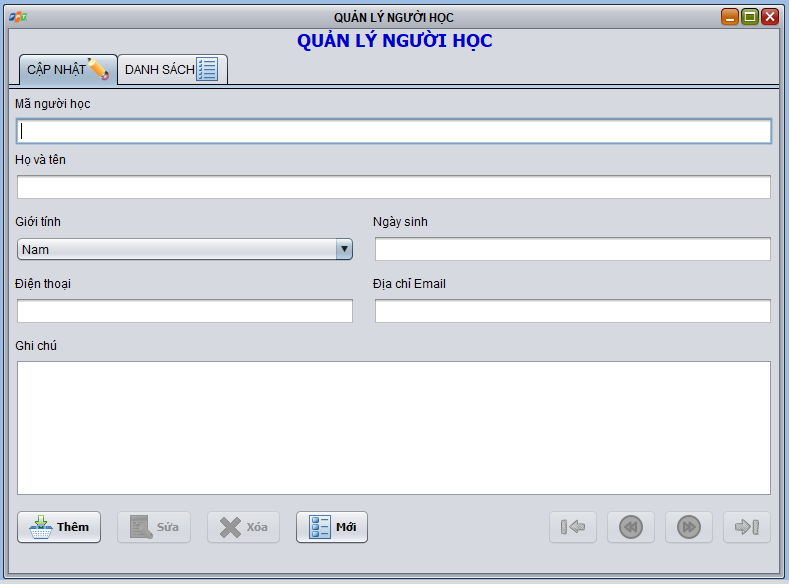 QUẢN LÝ NGƯỜI HỌC
QUẢN LÝ NGƯỜI HỌC
CẬP NHẬT DANH SÁCH
Mã người học
Họ và tên
Giới tính Ngày sinh
Nam
Điện thoại Địa chỉ Email
Ghi chú
Thêm Sửa Xóa Mới